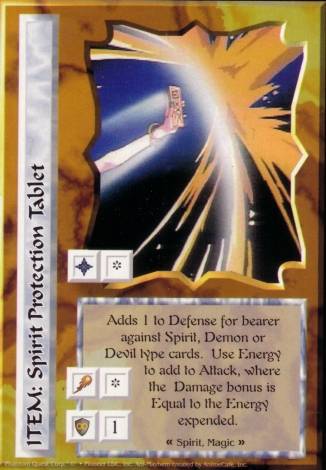 ITEM: Spirit Protection Tablet
*
Adds 1 to Defense for bearer
against Spirit, Demon or
Devil type cards. Use Energy
to add to Attack, where
the Damage bonus is
Equal to the Energy
expended.
« Spirit, Magic »
*
1